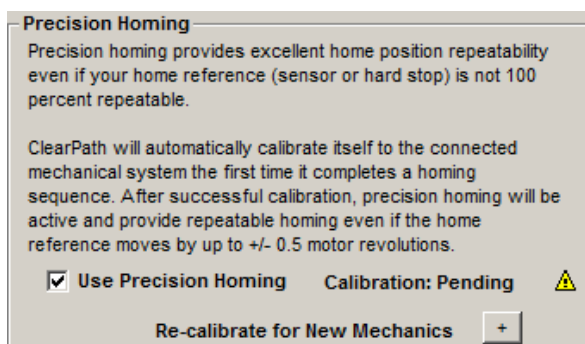 Precision Homing
Precision homing provides excellent home position repeatability
even if your home reference (sensor or hard stop) is not 100
percent repeatable.
ClearPath will automatically calibrate itself to the connected
mechanical system the first time it completes a homing
sequence. After successful calibration, precision homing will be
active and provide repeatable homing even if the home
reference moves by up to +/- 0.5 motor revolutions.
Use Precision Homing Calibration: Pending
Re-calibrate for New Mechanics +